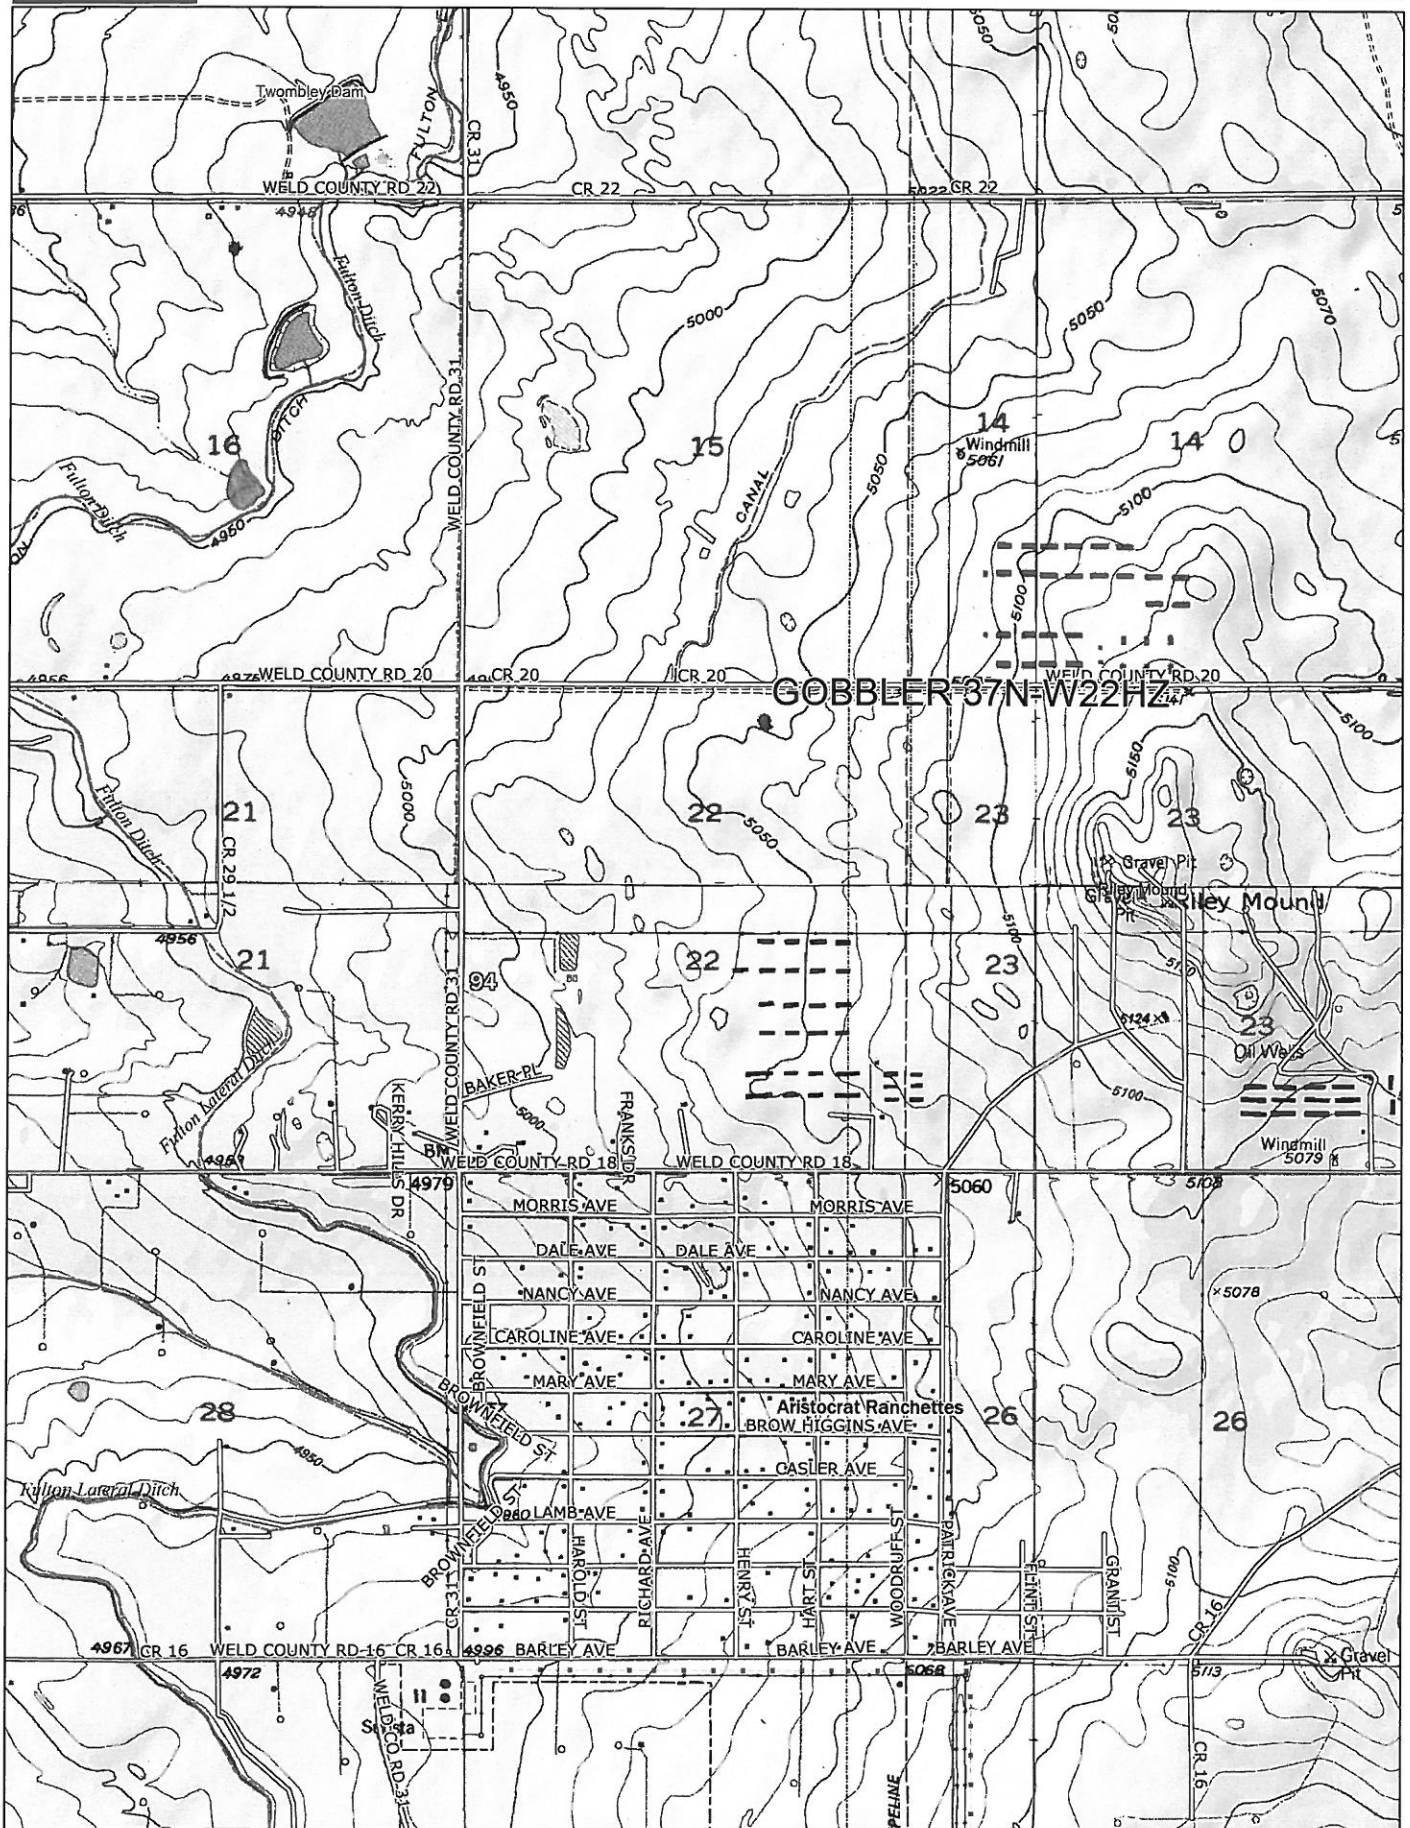 5050
5050
Twombley Dam
FULTON
4950
CR 31
WELD COUNTY RD 22
CR 22
5022
CR 22
4948
Fulton Ditch
5000
5050
5070
WELD COUNTY RD 31
DITCH
16
15
14
Windmill
5061
14
5050
CANAL
Fulton Ditch
4950
5100
5100
4956
4975
WELD COUNTY RD 20
CR 20
CR 20
WELD COUNTY RD 20
GOBBLER 37N-W22HZ
5100
5150
5000
Fulton Ditch
21
22
5050
23
23
CR 29 1/2
Gravel Pit
Riley Mound
Gravel
Pit
Riley Mound
4956
5100
21
WELD COUNTY RD 31
94
22
23
5124
23
Oil Wells
Fulton Lateral Ditch
KERRY HILLS DR
BAKER PL
5000
FRANKS DR
5100
Windmill
5079
BM
WELD COUNTY RD 18
WELD COUNTY RD 18
4979
5060
5108
MORRIS AVE
MORRIS AVE
DALE AVE
DALE AVE
NANCY AVE
NANCY AVE
5078
BROWNFIELD ST
CAROLINE AVE
CAROLINE AVE
MARY AVE
MARY AVE
BROWNFIELD ST
Aristocrat Ranchettes
28
27
BROW HIGGINS AVE
26
26
4950
CASLER AVE
Fulton Lateral Ditch
BROWNFIELD ST
LAMB AVE
HAROLD ST
RICHARD AVE
HENRY ST
HART ST
WOODRUFF ST
PATRICK AVE
FLINT ST
GRANT ST
5100
CR 31
CR 16
4967
CR 16
WELD COUNTY RD 16
CR 16
4996
BARLEY AVE
BARLEY AVE
BARLEY AVE
4972
5068
5113
Gravel
Pit
WELD CO RD 31
CR 16
PELINE